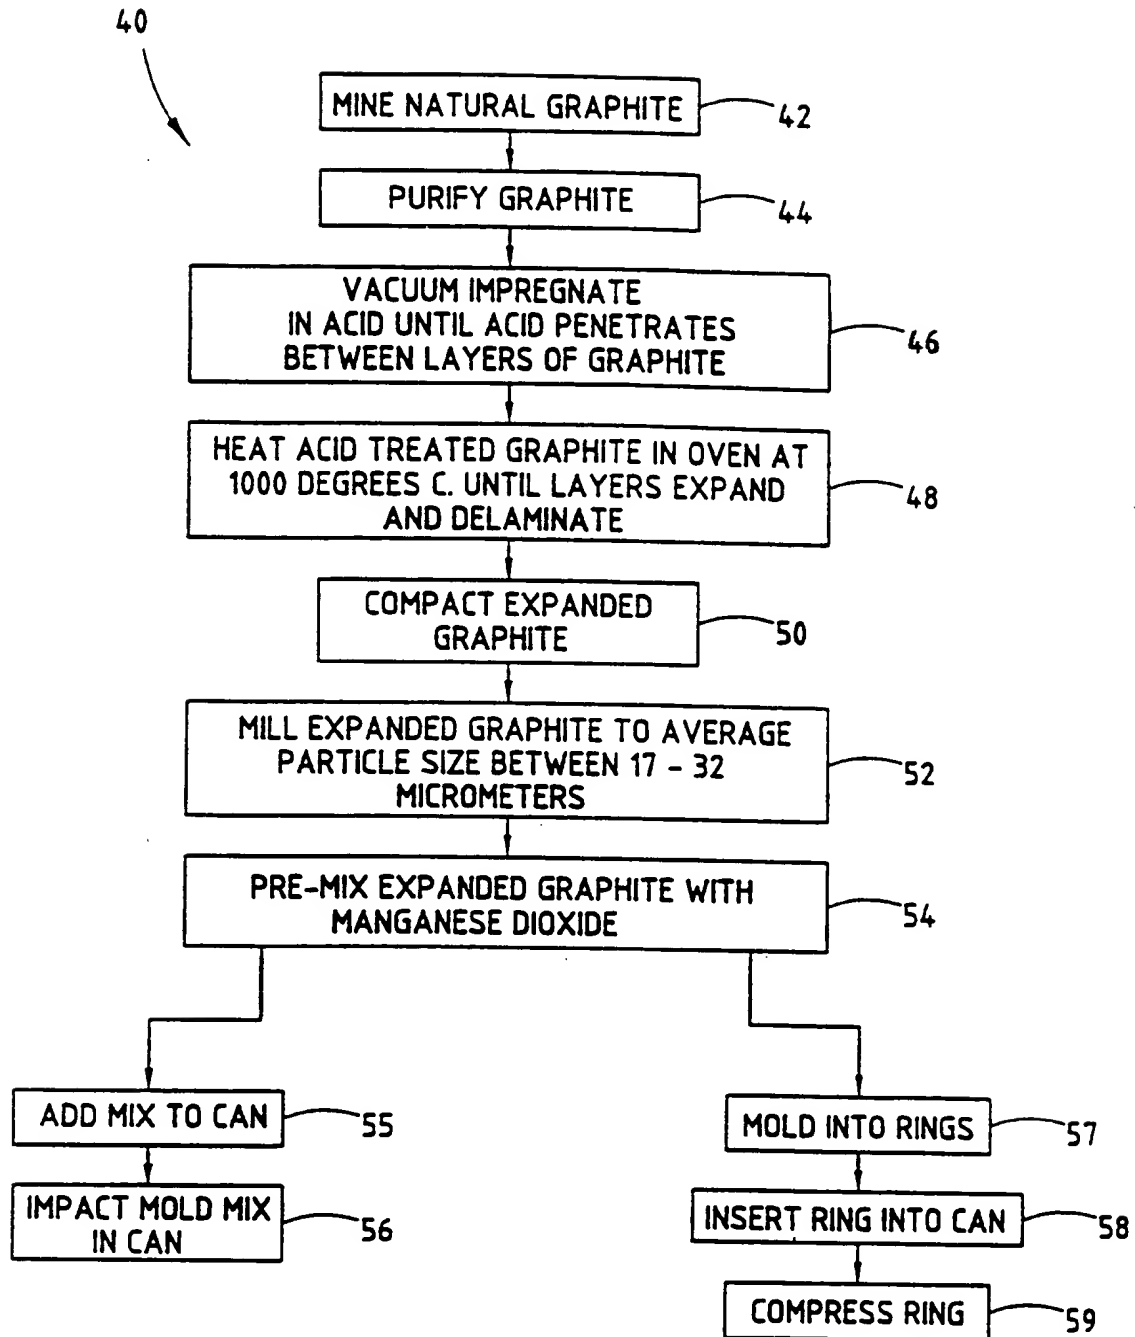 40
MINE NATURAL GRAPHITE
42
PURIFY GRAPHITE
44
VACUUM IMPREGNATE
IN ACID UNTIL ACID PENETRATES
BETWEEN LAYERS OF GRAPHITE
46
HEAT ACID TREATED GRAPHITE IN OVEN AT
1000 DEGREES C. UNTIL LAYERS EXPAND
AND DELAMINATE
48
COMPACT EXPANDED
GRAPHITE
50
MILL EXPANDED GRAPHITE TO AVERAGE
PARTICLE SIZE BETWEEN 17 - 32
MICROMETERS
52
PRE-MIX EXPANDED GRAPHITE WITH
MANGANESE DIOXIDE
54
ADD MIX TO CAN
55
IMPACT MOLD MIX
IN CAN
56
MOLD INTO RINGS
57
INSERT RING INTO CAN
58
COMPRESS RING
59